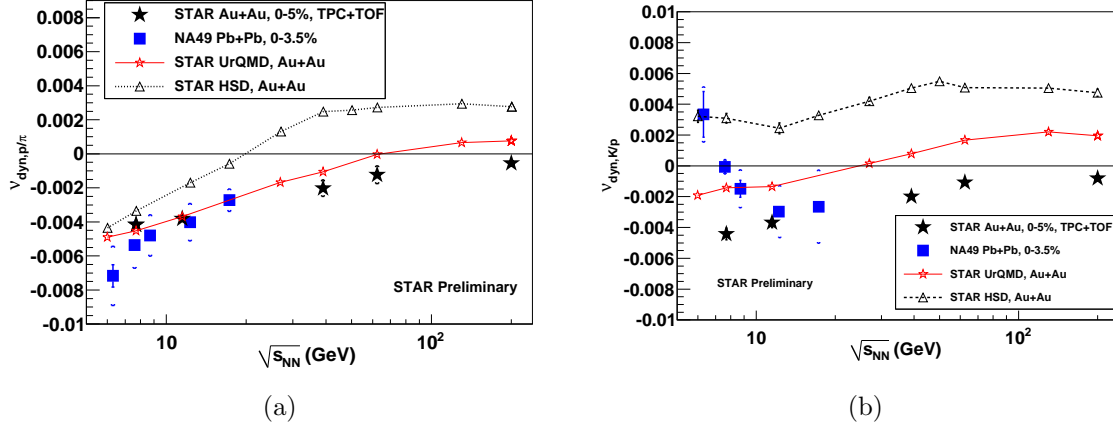 0.008
0.006
0.004
0.002
0
-0.002
-0.004
-0.006
-0.008
-0.01
ν dyn,p/π
STAR Au+Au, 0-5%, TPC+TOF
NA49 Pb+Pb, 0-3.5%
STAR UrQMD, Au+Au
STAR HSD, Au+Au
STAR Preliminary
10
10²
√s_NN (GeV)
(a)
0.01
0.008
0.006
0.004
0.002
0
-0.002
-0.004
-0.006
-0.008
-0.01
ν dyn,K/p
STAR Au+Au, 0-5%, TPC+TOF
NA49 Pb+Pb, 0-3.5%
STAR UrQMD, Au+Au
STAR HSD, Au+Au
STAR Preliminary
10
10²
√s_NN (GeV)
(b)